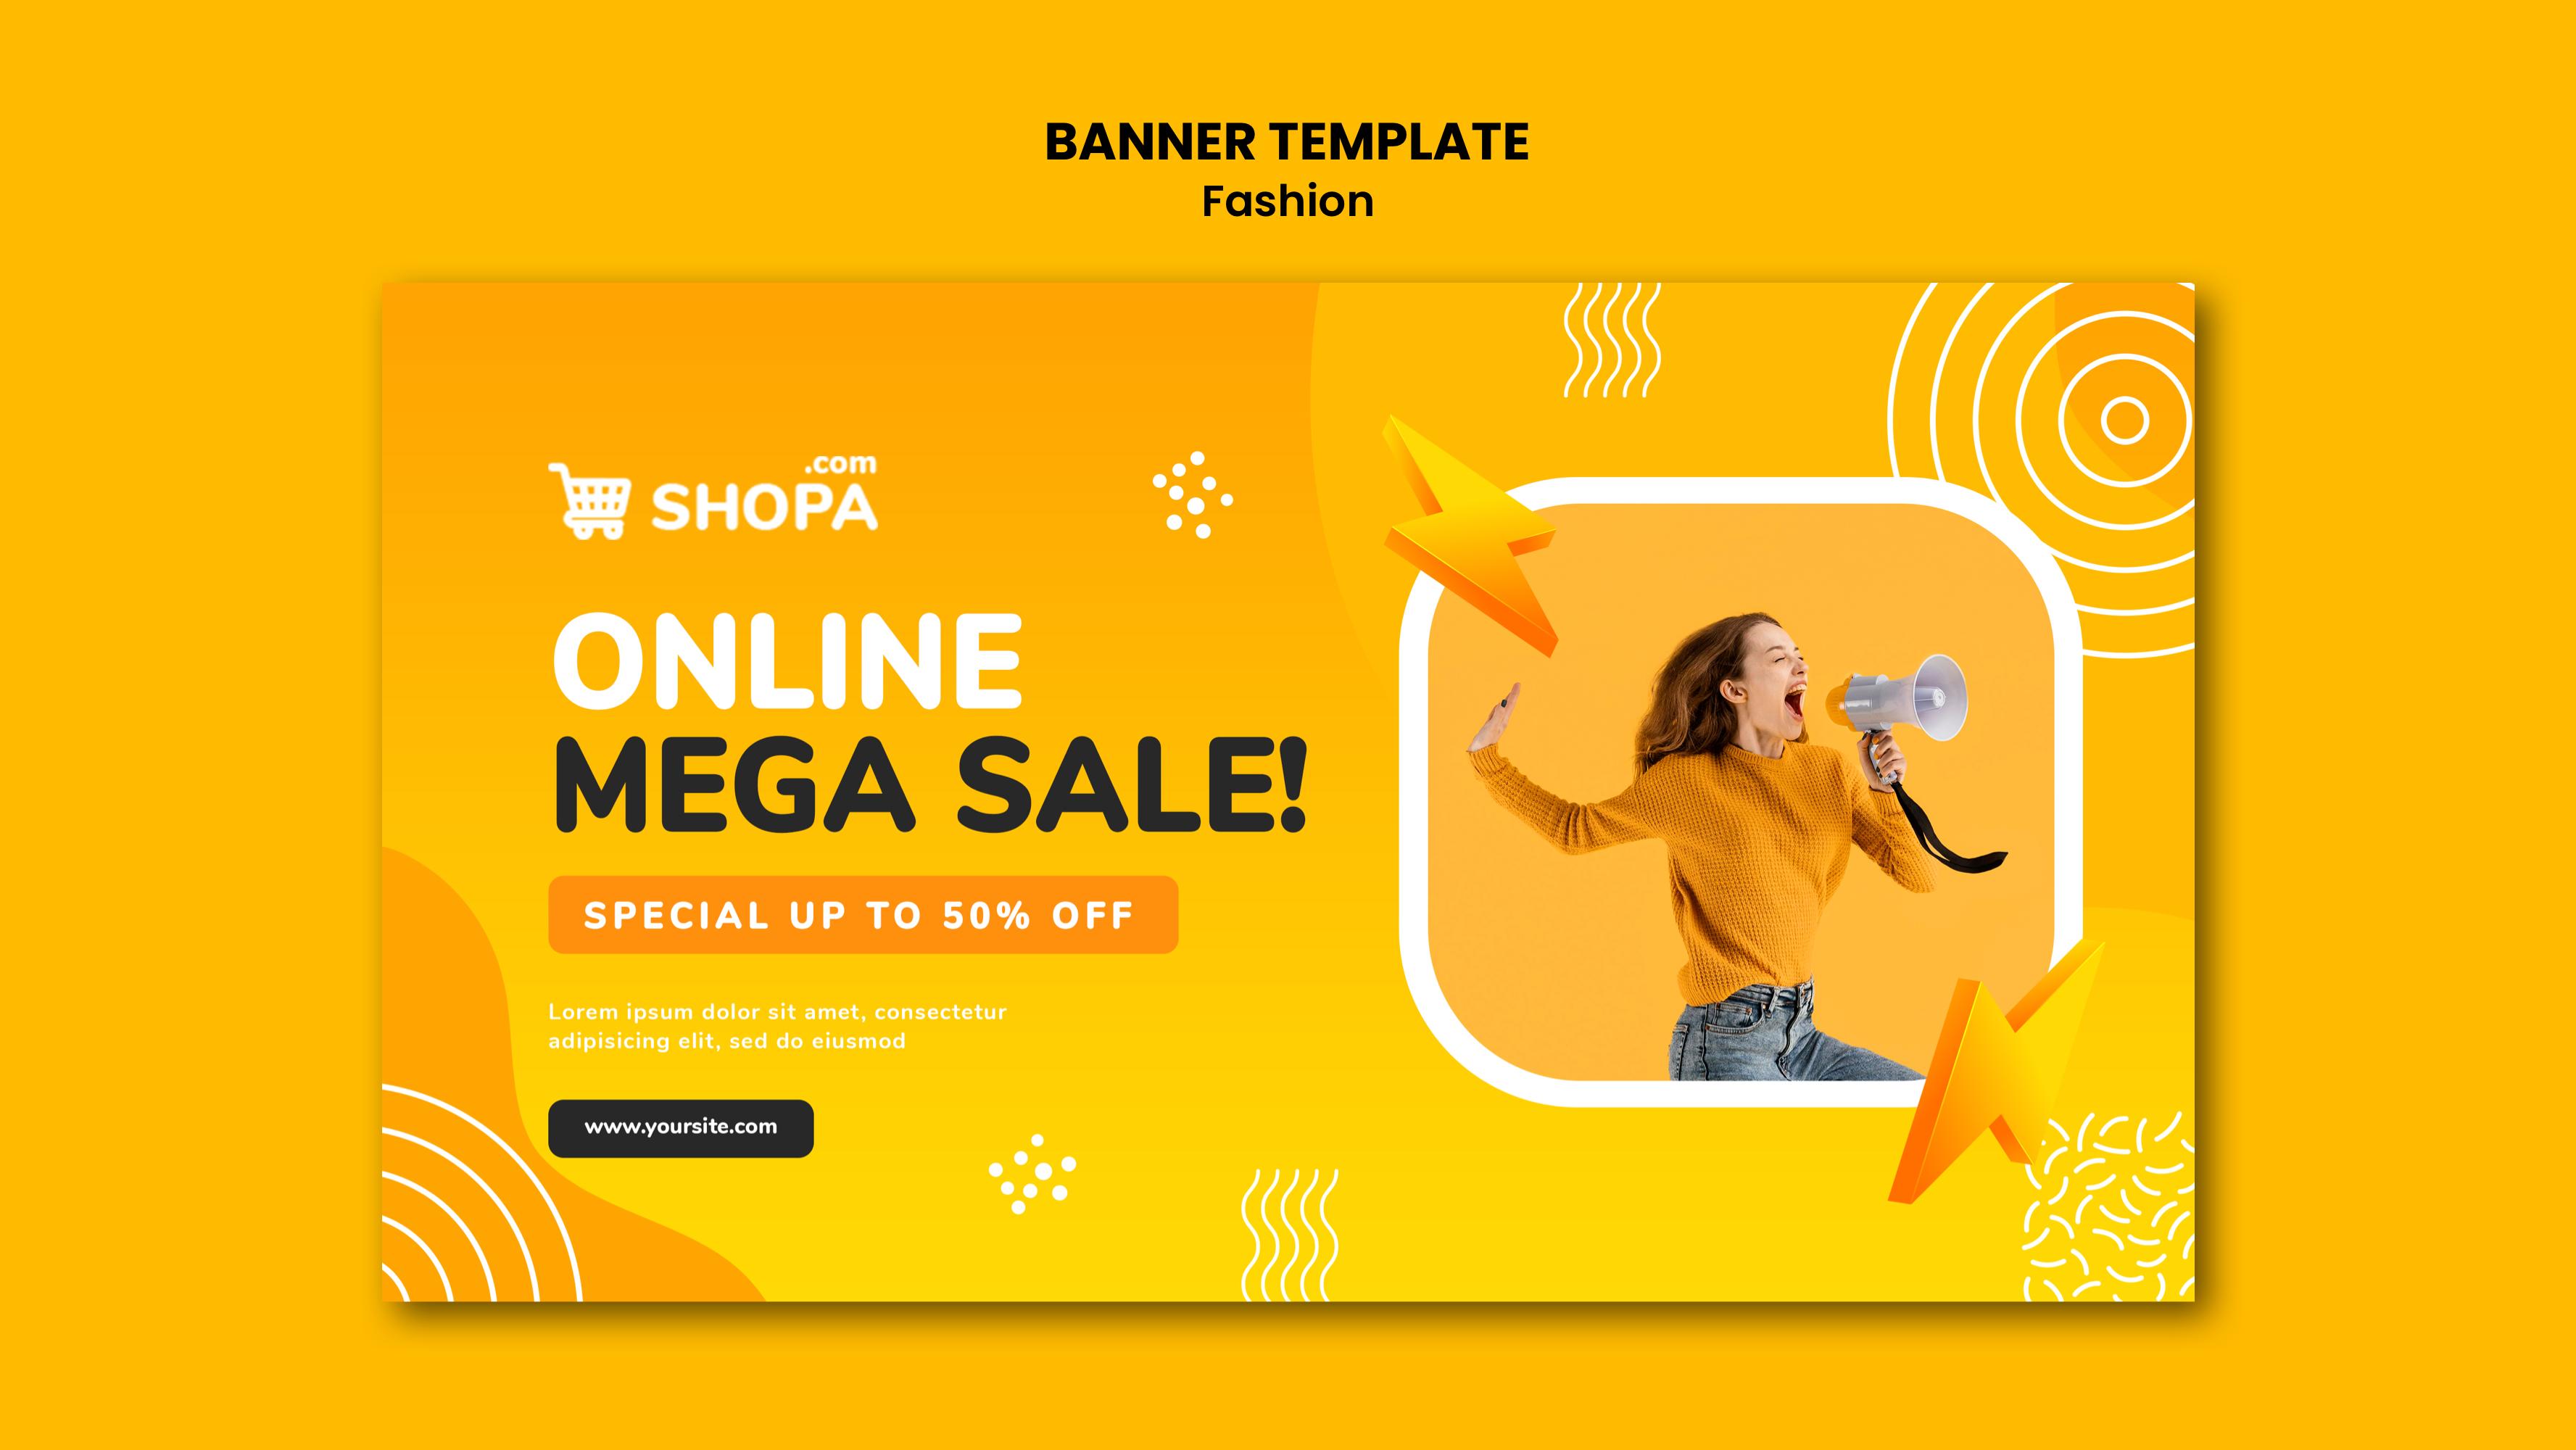 BANNER TEMPLATE
Fashion
.com
SHOPA
ONLINE
MEGA SALE!
SPECIAL UP TO 50% OFF
Lorem ipsum dolor sit amet, consectetur
adipisicing elit, sed do eiusmod
www.yoursite.com